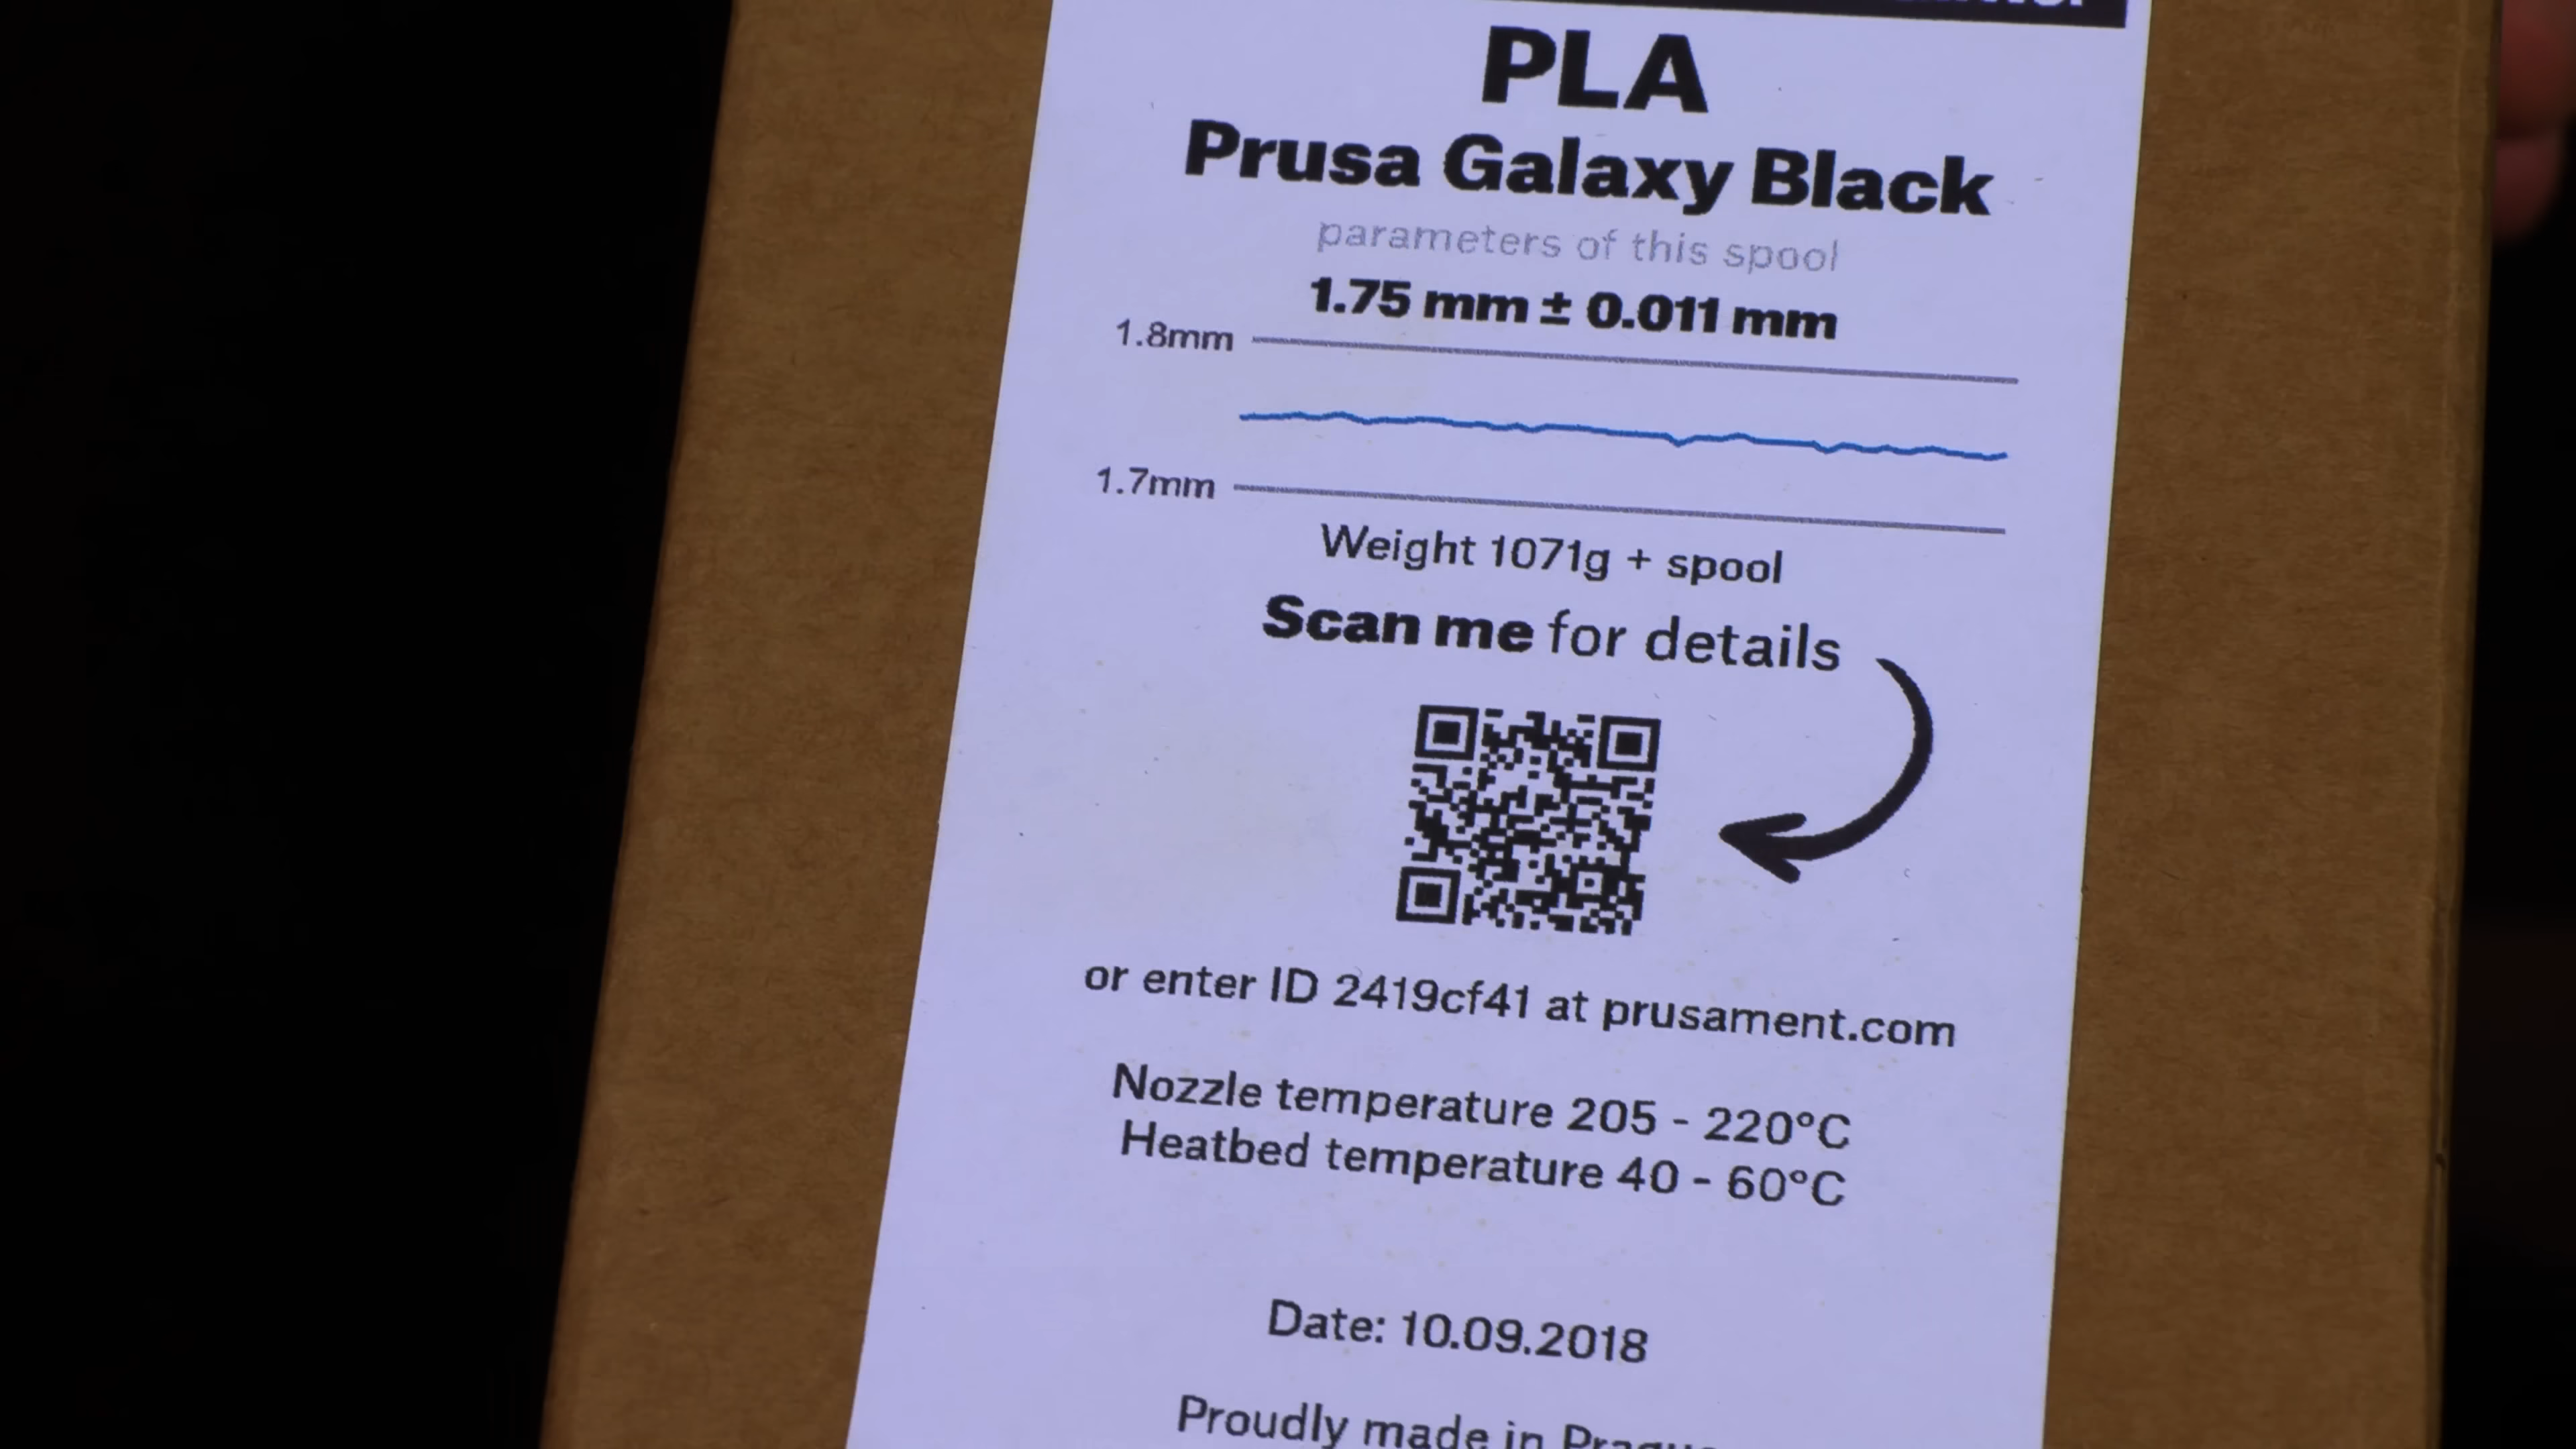 PLA
Prusa Galaxy Black
parameters of this spool
1.75 mm ± 0.011 mm
1.8mm
1.7mm
Weight 1071g + spool
Scan me for details
or enter ID 2419cf41 at prusament.com
Nozzle temperature 205 - 220°C
Heatbed temperature 40 - 60°C
Date: 10.09.2018
Proudly made in